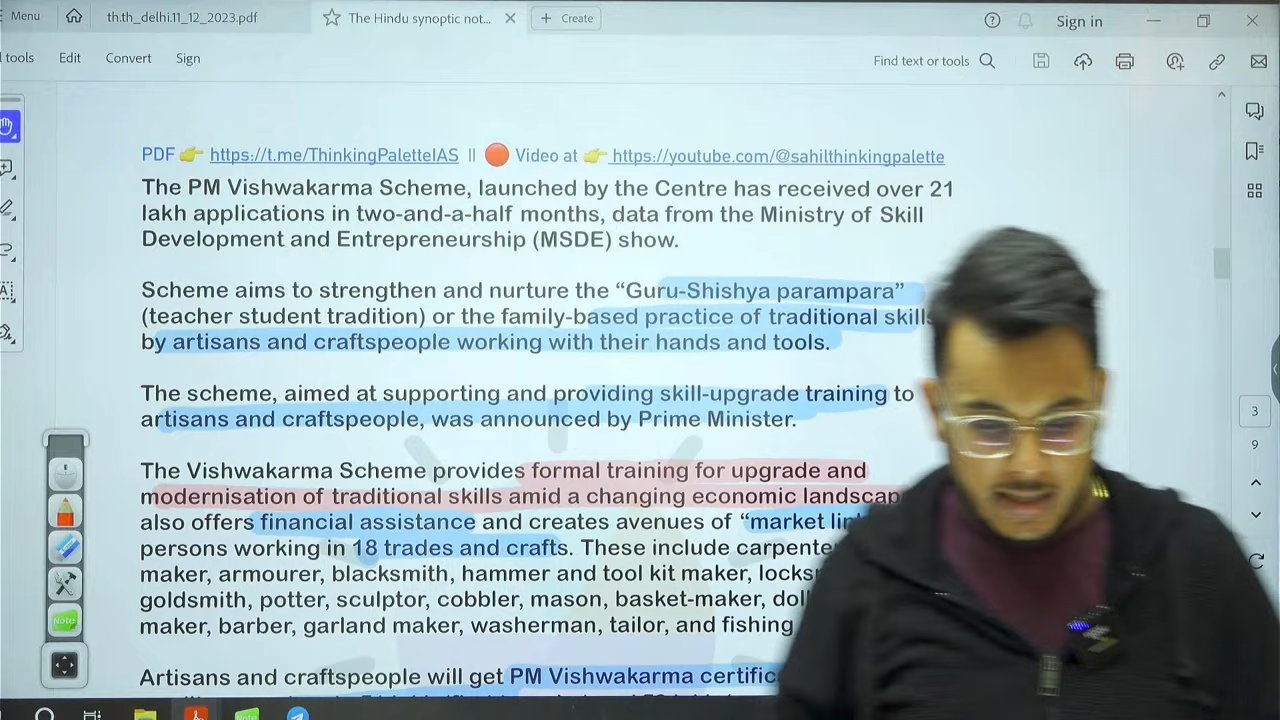 Menu
th.th_delhi.11_12_2023.pdf
The Hindu synoptic not...
Create
Sign in
tools
Edit
Convert
Sign
Find text or tools
PDF 👉 https://t.me/ThinkingPaletteIAS || 🔴 Video at 👉 https://youtube.com/@sahilthinkingpalette
The PM Vishwakarma Scheme, launched by the Centre has received over 21
lakh applications in two-and-a-half months, data from the Ministry of Skill
Development and Entrepreneurship (MSDE) show.
Scheme aims to strengthen and nurture the “Guru-Shishya parampara”
(teacher student tradition) or the family-based practice of traditional skills
by artisans and craftspeople working with their hands and tools.
The scheme, aimed at supporting and providing skill-upgrade training to
artisans and craftspeople, was announced by Prime Minister.
The Vishwakarma Scheme provides formal training for upgrade and
modernisation of traditional skills amid a changing economic landscap
also offers financial assistance and creates avenues of “market lin
persons working in 18 trades and crafts. These include carpente
maker, armourer, blacksmith, hammer and tool kit maker, locks
goldsmith, potter, sculptor, cobbler, mason, basket-maker, doll
maker, barber, garland maker, washerman, tailor, and fishing
Artisans and craftspeople will get PM Vishwakarma certific
3
9
Note
Note